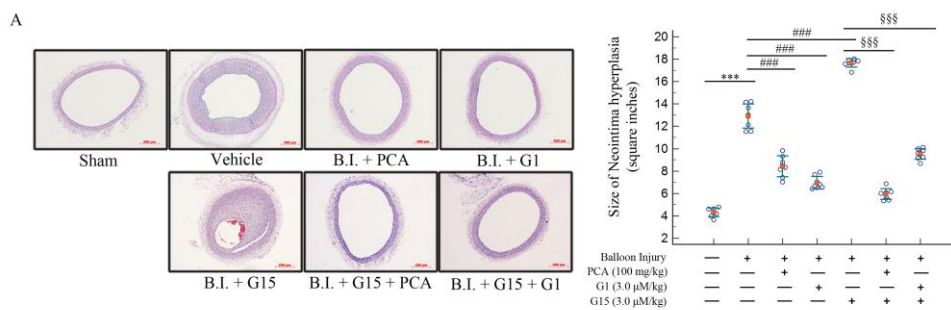 A
Sham
Vehicle
B.I. + PCA
B.I. + G1
B.I. + G15
B.I. + G15 + PCA
B.I. + G15 + G1
§§§
###
###
§§§
***
###
Size of Neointima hyperplasia
(square inches)
18
16
14
12
10
8
6
4
2
Balloon Injury — + + + + + +
PCA (100 mg/kg) — — + — — + —
G1 (3.0 μM/kg) — — — + — — +
G15 (3.0 μM/kg) — — — — + + +